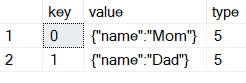 key value type
1 0 {"name":"Mom"} 5
2 1 {"name":"Dad"} 5